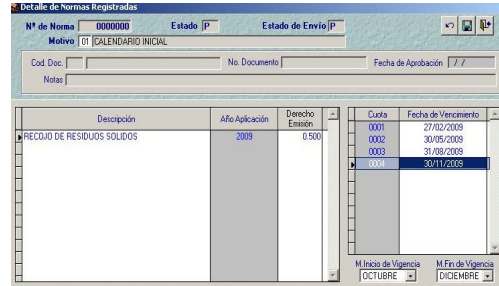 Detalle de Normas Registradas
Nº de Norma 0000000 Estado P Estado de Envío P
Motivo 01 CALENDARIO INICIAL
Cod. Doc. No. Documento Fecha de Aprobación / /
Notas
Descripción Año Aplicación Derecho Emisión
RECOJO DE RESIDUOS SOLIDOS 2009 0.500
Cuota Fecha de Vencimiento
0001 27/02/2009
0002 30/05/2009
0003 31/08/2009
0004 30/11/2009
M.Inicio de Vigencia M.Fin de Vigencia
OCTUBRE DICIEMBRE